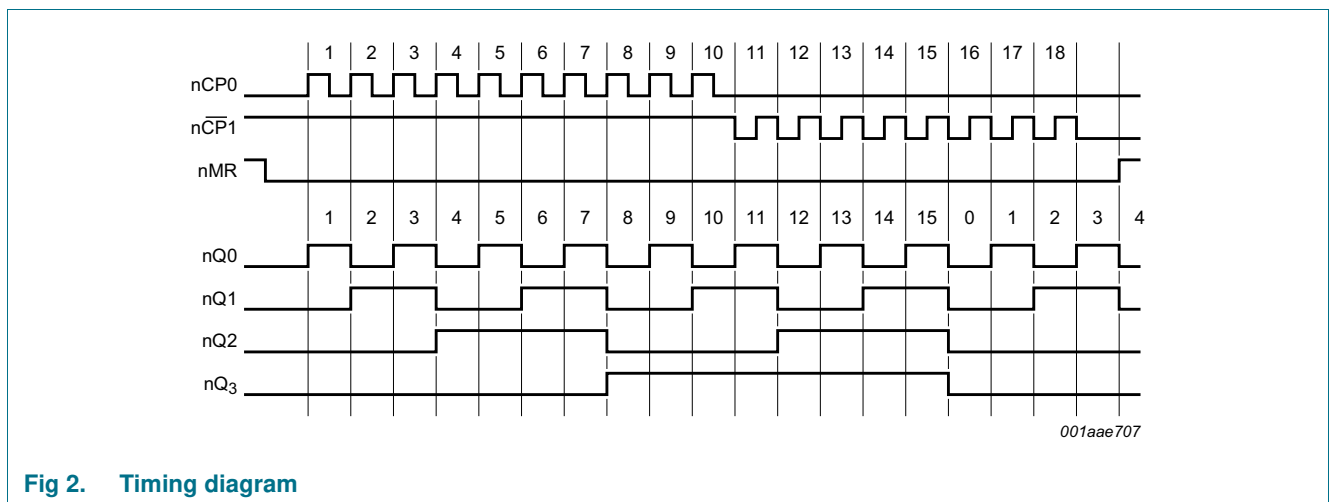 1 2 3 4 5 6 7 8 9 10 11 12 13 14 15 16 17 18
nCP0
nC̅P̅1
nMR
1 2 3 4 5 6 7 8 9 10 11 12 13 14 15 0 1 2 3 4
nQ0
nQ1
nQ2
nQ₃
001aae707
Fig 2. Timing diagram